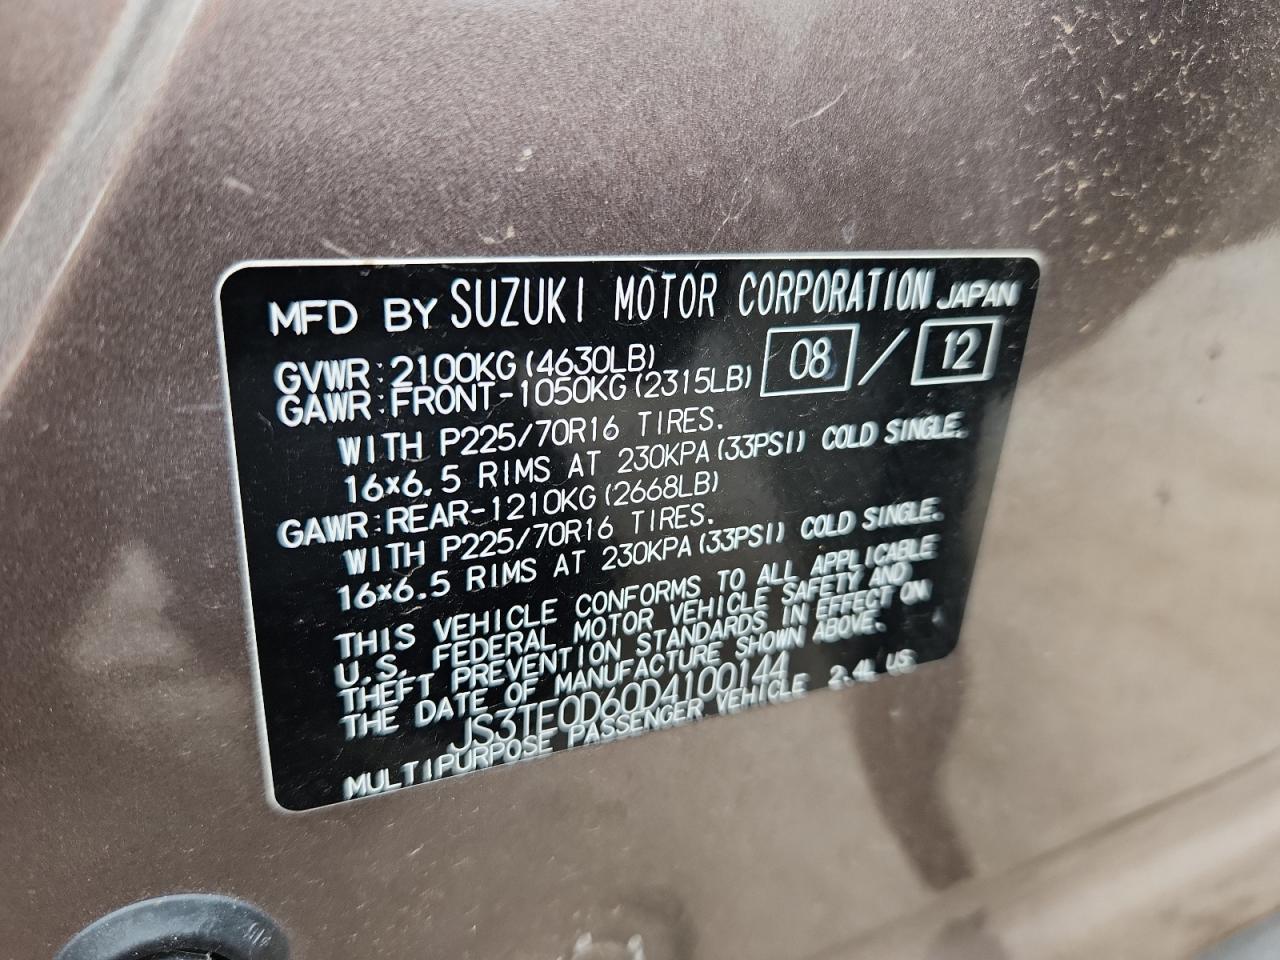 MFD BY SUZUKI MOTOR CORPORATION JAPAN
GVWR:2100KG(4630LB) 08 / 12
GAWR:FRONT-1050KG(2315LB)
WITH P225/70R16 TIRES.
16×6.5 RIMS AT 230KPA(33PSI) COLD SINGLE.
GAWR:REAR-1210KG(2668LB)
WITH P225/70R16 TIRES.
16×6.5 RIMS AT 230KPA(33PSI) COLD SINGLE.
THIS VEHICLE CONFORMS TO ALL APPLICABLE
U.S. FEDERAL MOTOR VEHICLE SAFETY AND
THEFT PREVENTION STANDARDS IN EFFECT ON
THE DATE OF MANUFACTURE SHOWN ABOVE.
JS3TE0D60D4100144
MULTIPURPOSE PASSENGER VEHICLE 2.4L US